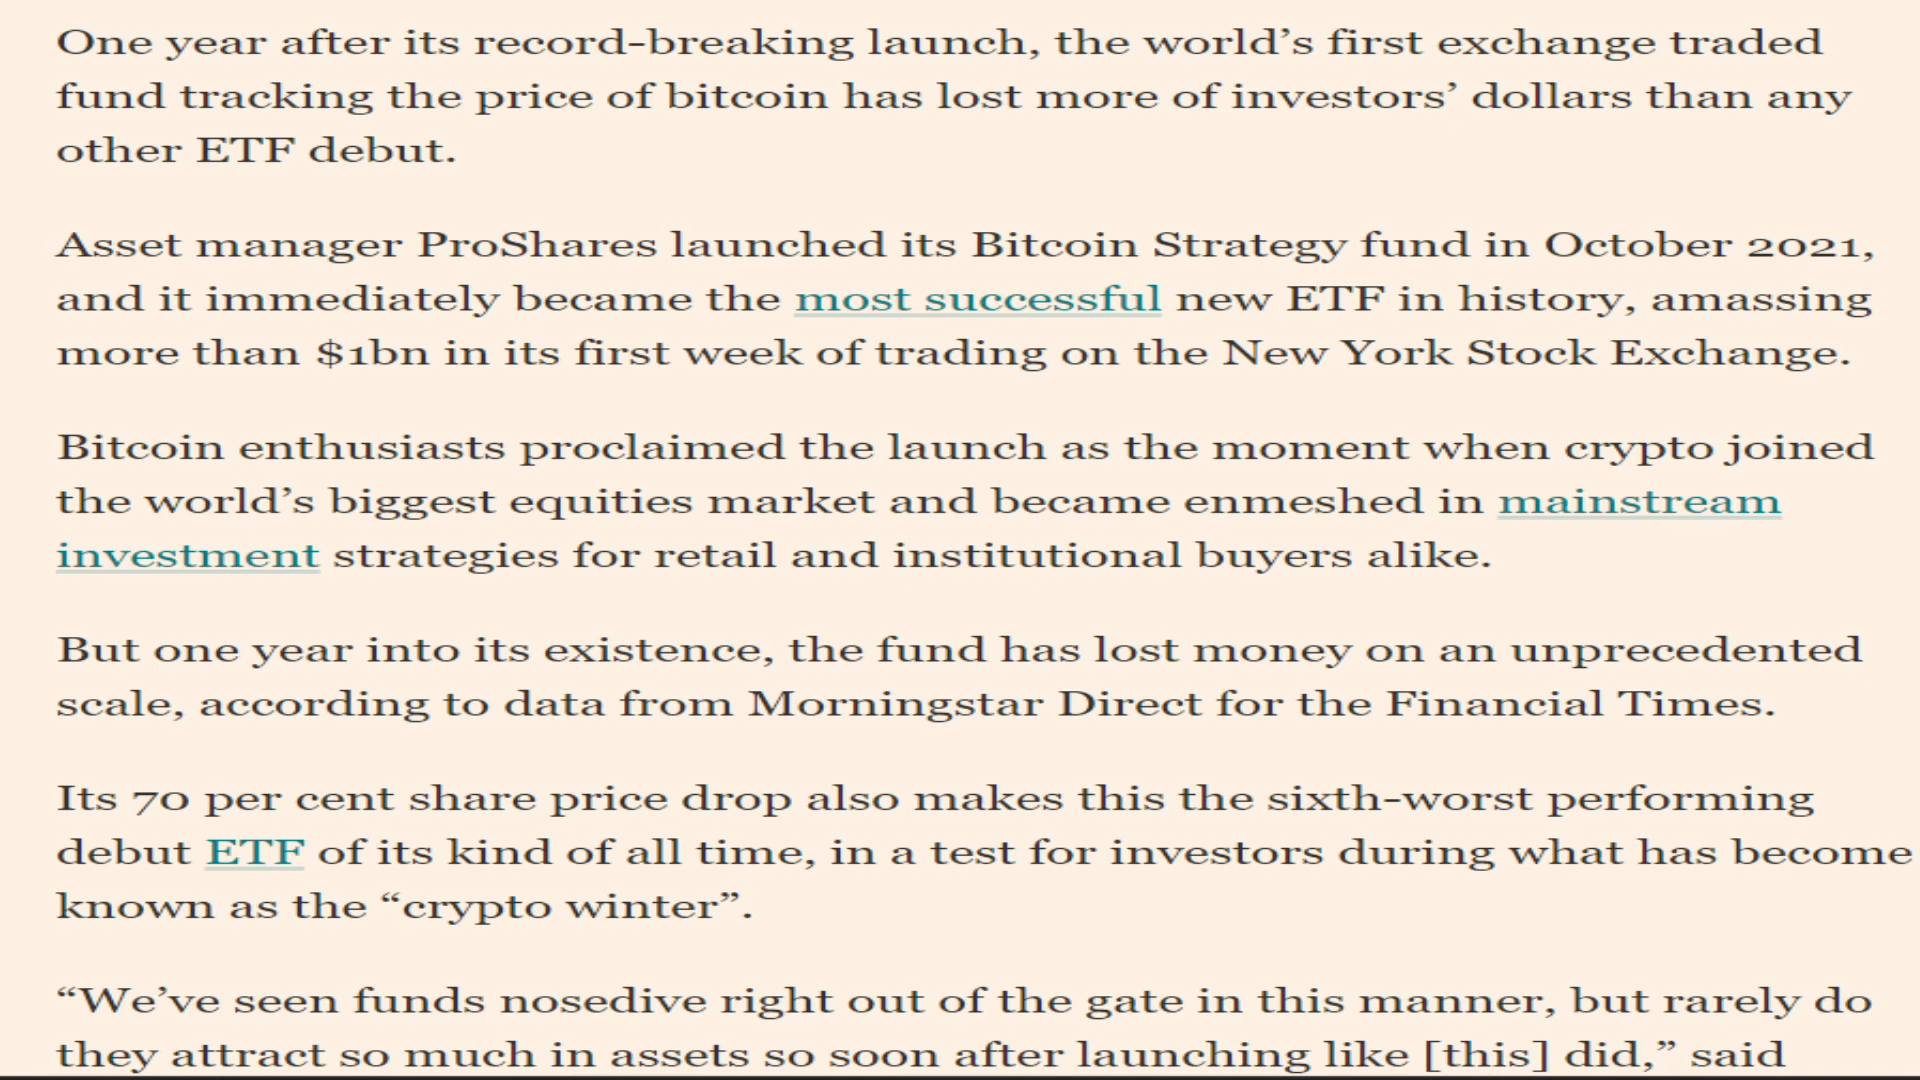 One year after its record-breaking launch, the world’s first exchange traded
fund tracking the price of bitcoin has lost more of investors’ dollars than any
other ETF debut.
Asset manager ProShares launched its Bitcoin Strategy fund in October 2021,
and it immediately became the most successful new ETF in history, amassing
more than $1bn in its first week of trading on the New York Stock Exchange.
Bitcoin enthusiasts proclaimed the launch as the moment when crypto joined
the world’s biggest equities market and became enmeshed in mainstream
investment strategies for retail and institutional buyers alike.
But one year into its existence, the fund has lost money on an unprecedented
scale, according to data from Morningstar Direct for the Financial Times.
Its 70 per cent share price drop also makes this the sixth-worst performing
debut ETF of its kind of all time, in a test for investors during what has become
known as the “crypto winter”.
“We’ve seen funds nosedive right out of the gate in this manner, but rarely do
they attract so much in assets so soon after launching like [this] did,” said